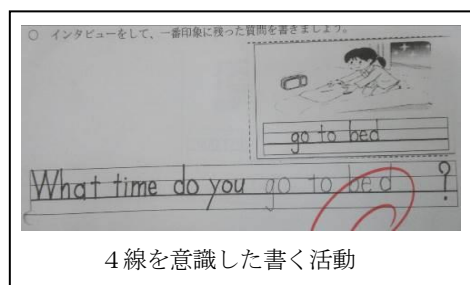 ○ インタビューをして、一番印象に残った質問を書きましょう。
go to bed
What time do you go to bed ?
４線を意識した書く活動